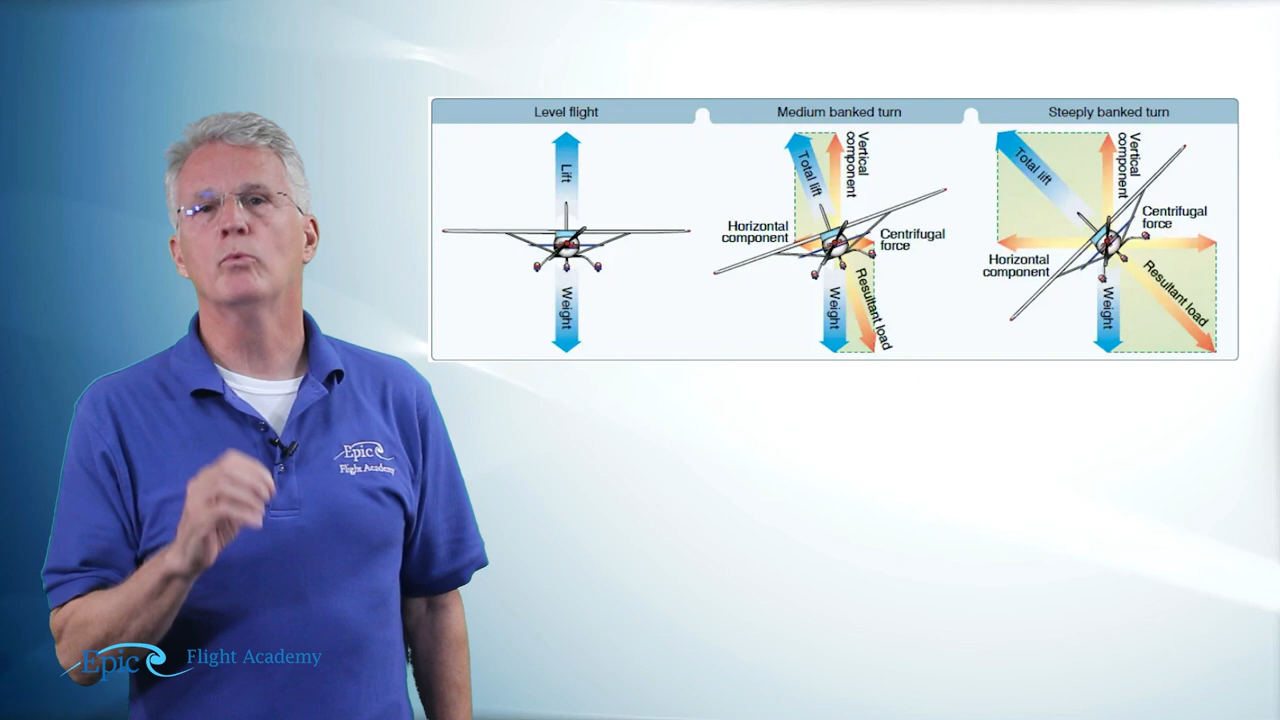 Level flight
Lift
Weight
Medium banked turn
Total lift
Vertical
component
Horizontal
component
Centrifugal
force
Weight
Resultant load
Steeply banked turn
Total lift
Vertical
component
Centrifugal
force
Horizontal
component
Weight
Resultant load
Epic
Flight Academy
Epic Flight Academy